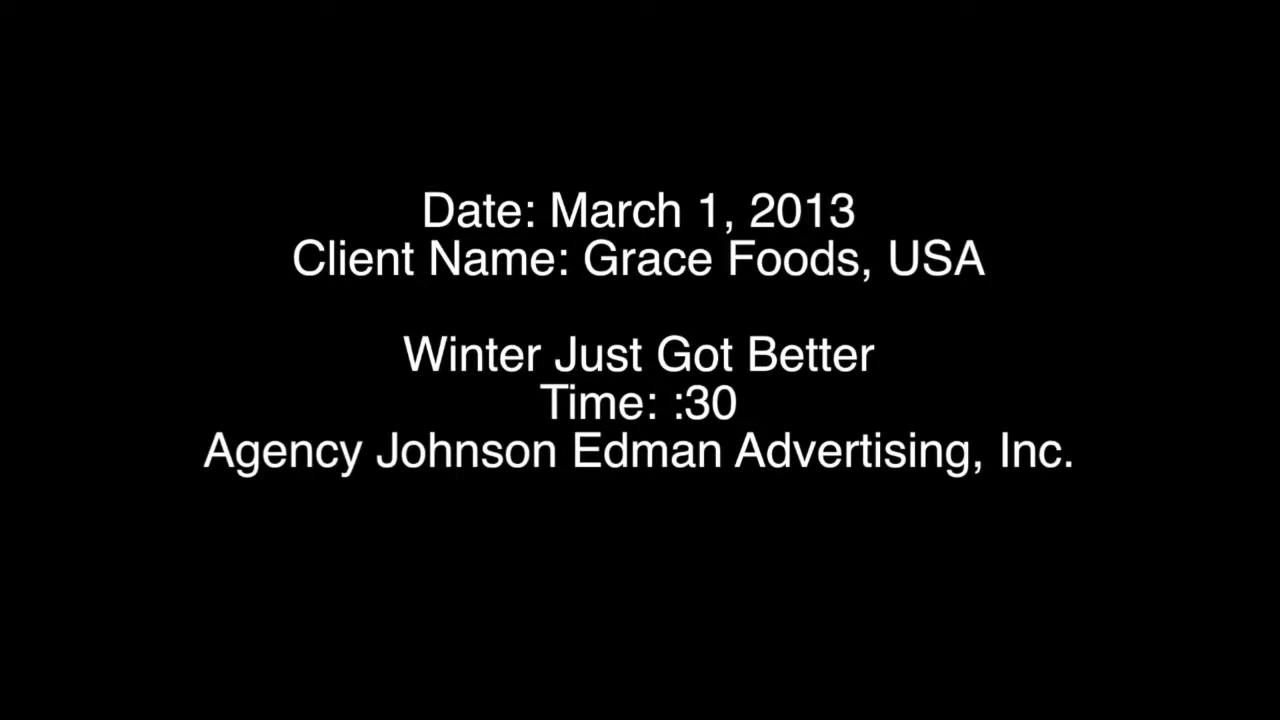 Date: March 1, 2013
Client Name: Grace Foods, USA
Winter Just Got Better
Time: :30
Agency Johnson Edman Advertising, Inc.